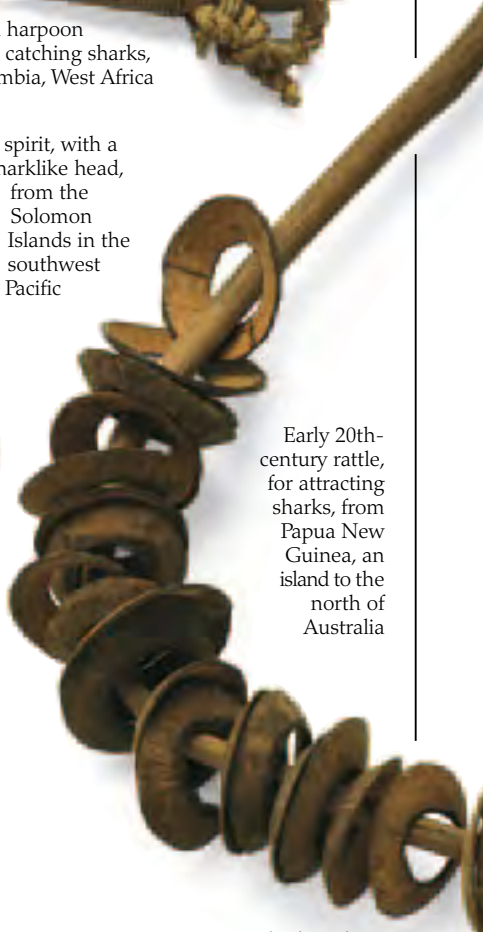 harpoon
catching sharks,
mbia, West Africa
spirit, with a
harklike head,
from the
Solomon
Islands in the
southwest
Pacific
Early 20th-
century rattle,
for attracting
sharks, from
Papua New
Guinea, an
island to the
north of
Australia